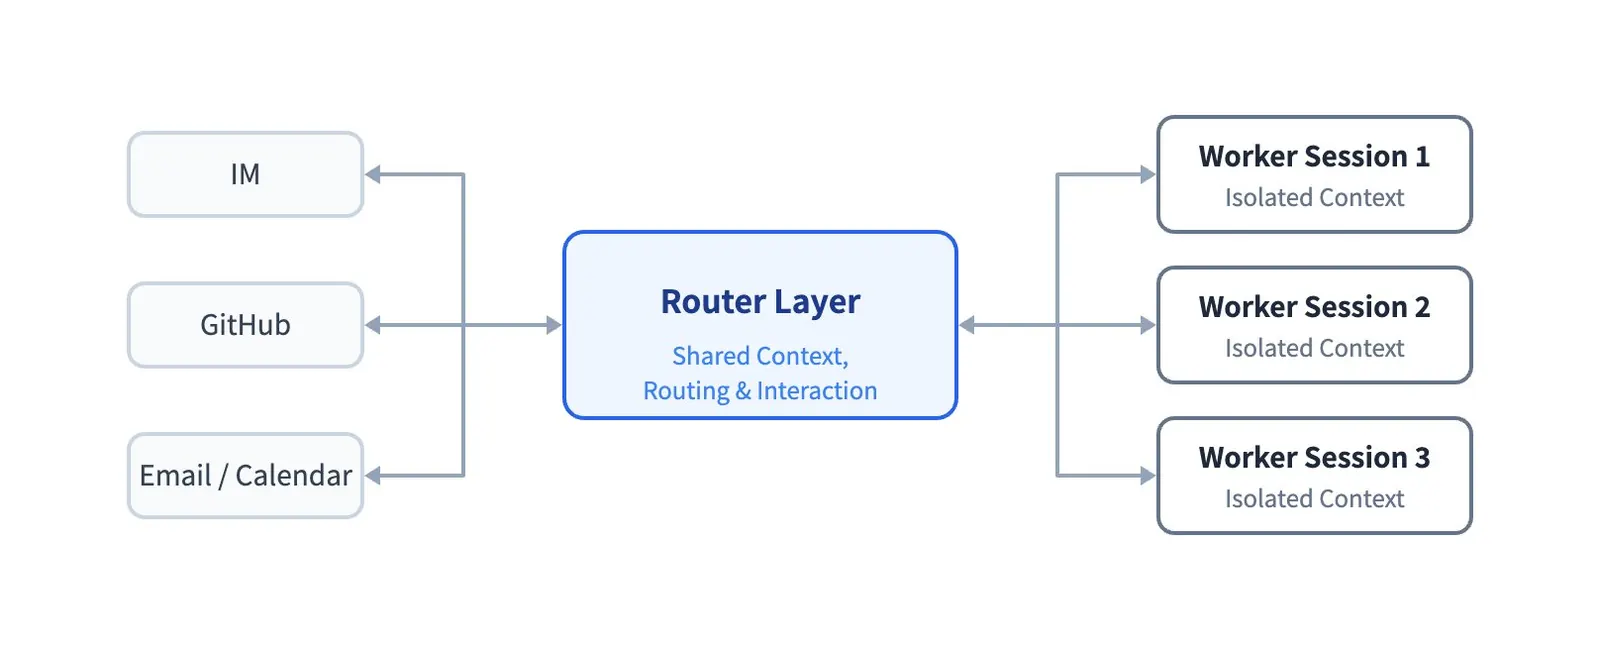 IM
GitHub
Email / Calendar
Router Layer
Shared Context,
Routing & Interaction
Worker Session 1
Isolated Context
Worker Session 2
Isolated Context
Worker Session 3
Isolated Context